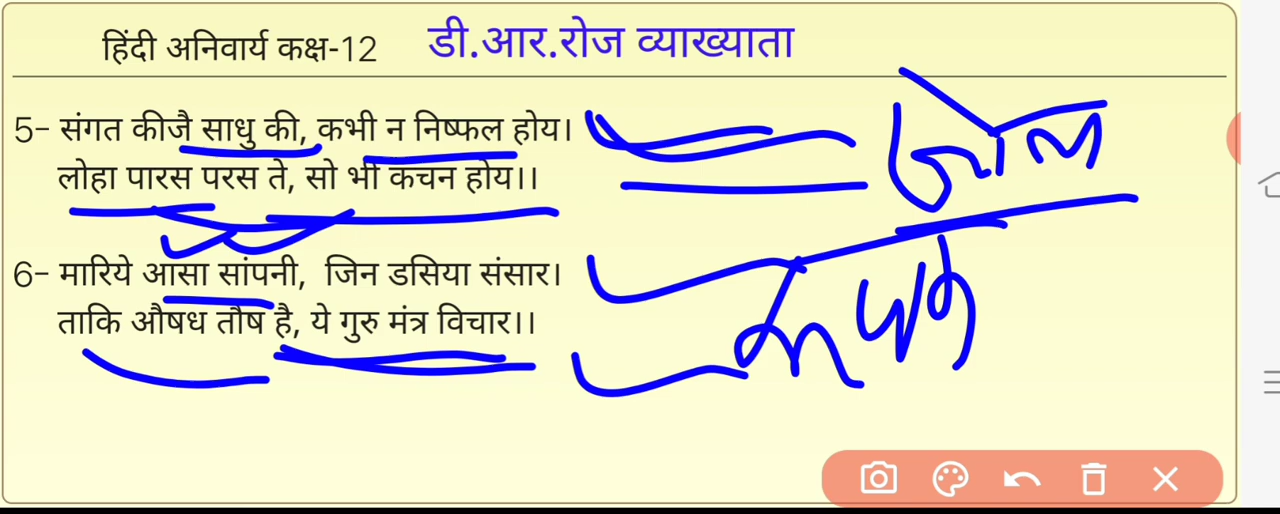 हिंदी अनिवार्य कक्ष-12 डी.आर.रोज व्याख्याता
5- संगत कीजै साधु की, कभी न निष्फल होय।
लोहा पारस परस ते, सो भी कचन होय।।
6- मारिये आसा सांपनी, जिन डसिया संसार।
ताकि औषध तौष है, ये गुरु मंत्र विचार।।